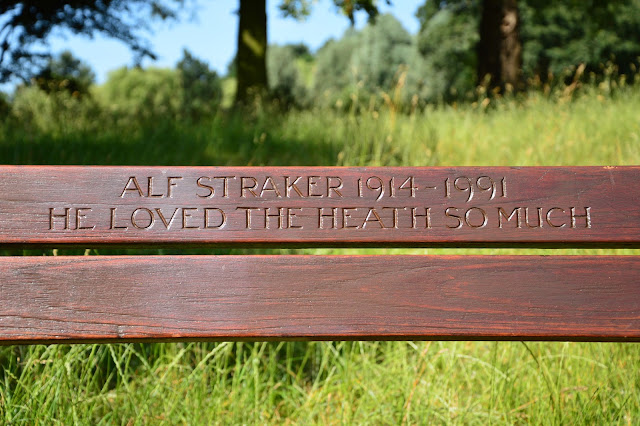 ALF STRAKER 1914-1991
HE LOVED THE HEATH SO MUCH